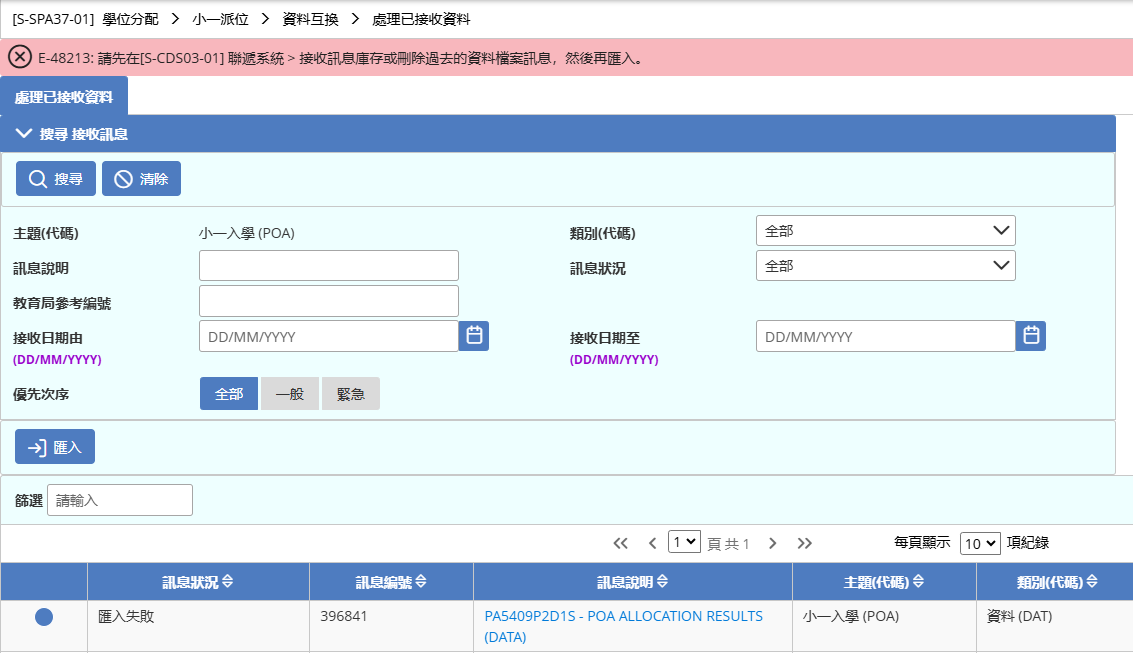 [S-SPA37-01] 學位分配 > 小一派位 > 資料互換 > 處理已接收資料
E-48213: 請先在[S-CDS03-01] 聯遞系統 > 接收訊息庫存或刪除過去的資料檔案訊息，然後再匯入。
處理已接收資料
搜尋 接收訊息
搜尋 清除
主題(代碼) 小一入學 (POA) 類別(代碼) 全部
訊息說明 訊息狀況 全部
教育局參考編號
接收日期由 DD/MM/YYYY 接收日期至 DD/MM/YYYY
(DD/MM/YYYY) (DD/MM/YYYY)
優先次序 全部 一般 緊急
匯入
篩選 請輸入
1 頁 共 1 每頁顯示 10 項紀錄
訊息狀況 訊息編號 訊息說明 主題(代碼) 類別(代碼)
匯入失敗 396841 PA5409P2D1S - POA ALLOCATION RESULTS 小一入學 (POA) 資料 (DAT)
(DATA)